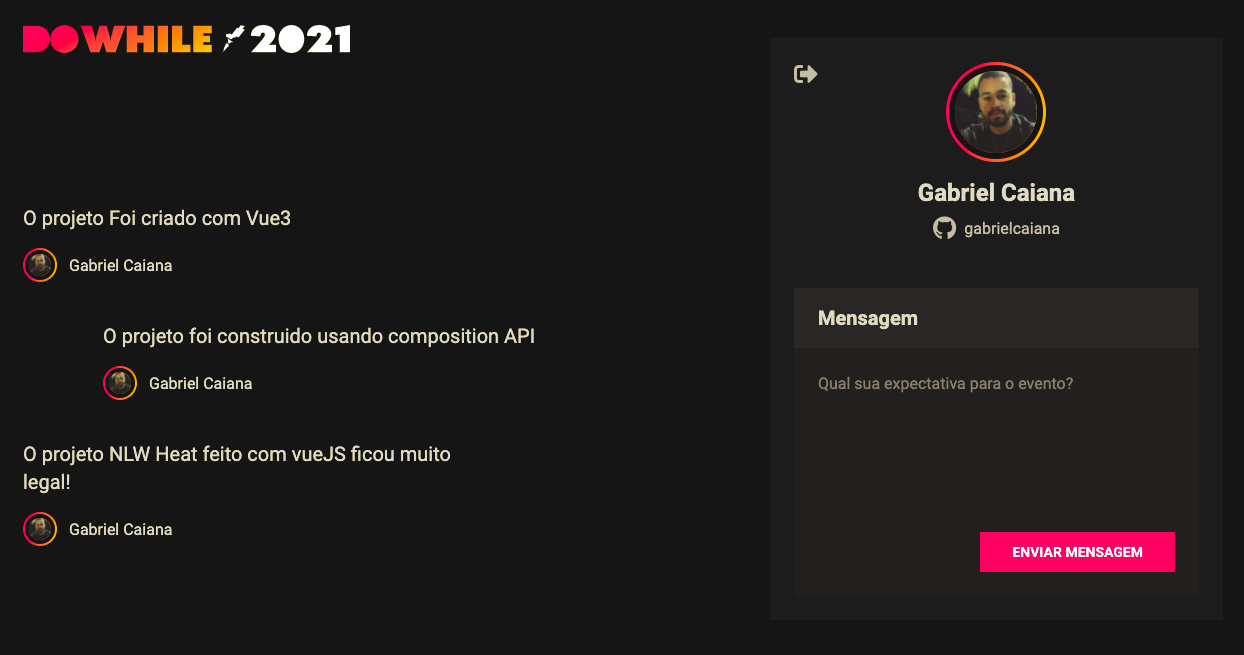 DOWHILE 2021
O projeto Foi criado com Vue3
Gabriel Caiana
O projeto foi construido usando composition API
Gabriel Caiana
O projeto NLW Heat feito com vueJS ficou muito
legal!
Gabriel Caiana
Gabriel Caiana
gabrielcaiana
Mensagem
Qual sua expectativa para o evento?
ENVIAR MENSAGEM